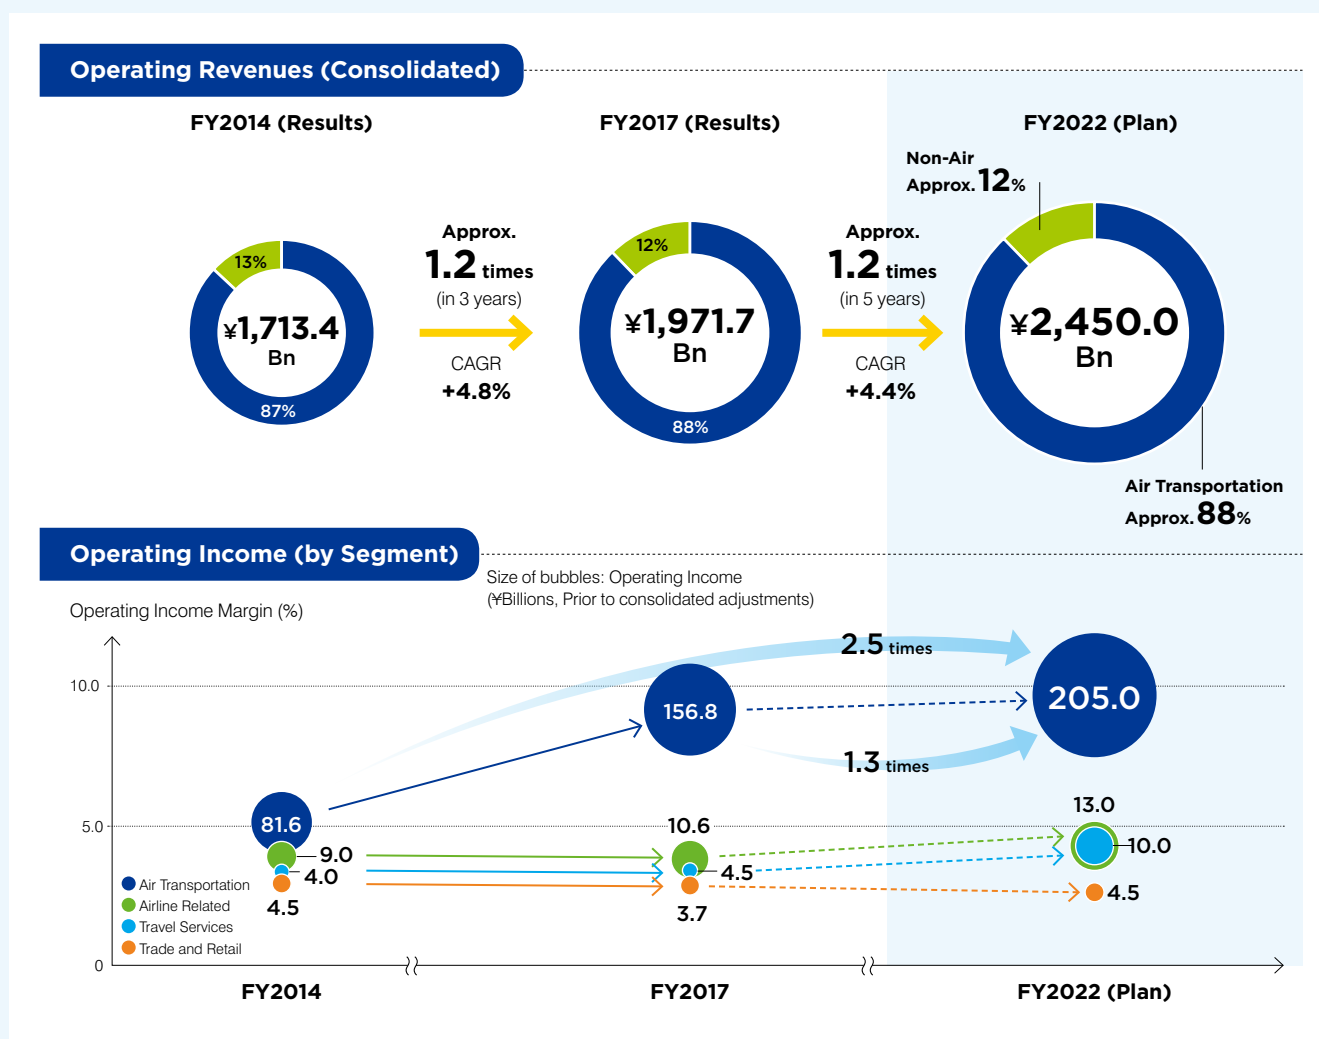 Operating Revenues (Consolidated)
FY2014 (Results)
FY2017 (Results)
FY2022 (Plan)
Non-Air
Approx. 12%
13%
¥1,713.4
Bn
87%
Approx.
1.2 times
(in 3 years)
CAGR
+4.8%
12%
¥1,971.7
Bn
88%
Approx.
1.2 times
(in 5 years)
CAGR
+4.4%
¥2,450.0
Bn
Air Transportation
Approx. 88%
Operating Income (by Segment)
Size of bubbles: Operating Income
(¥Billions, Prior to consolidated adjustments)
Operating Income Margin (%)
10.0
5.0
0
2.5 times
156.8
205.0
1.3 times
81.6
9.0
4.0
4.5
10.6
4.5
3.7
13.0
10.0
4.5
Air Transportation
Airline Related
Travel Services
Trade and Retail
FY2014
FY2017
FY2022 (Plan)